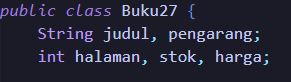 public class Buku27 {
String judul, pengarang;
int halaman, stok, harga;